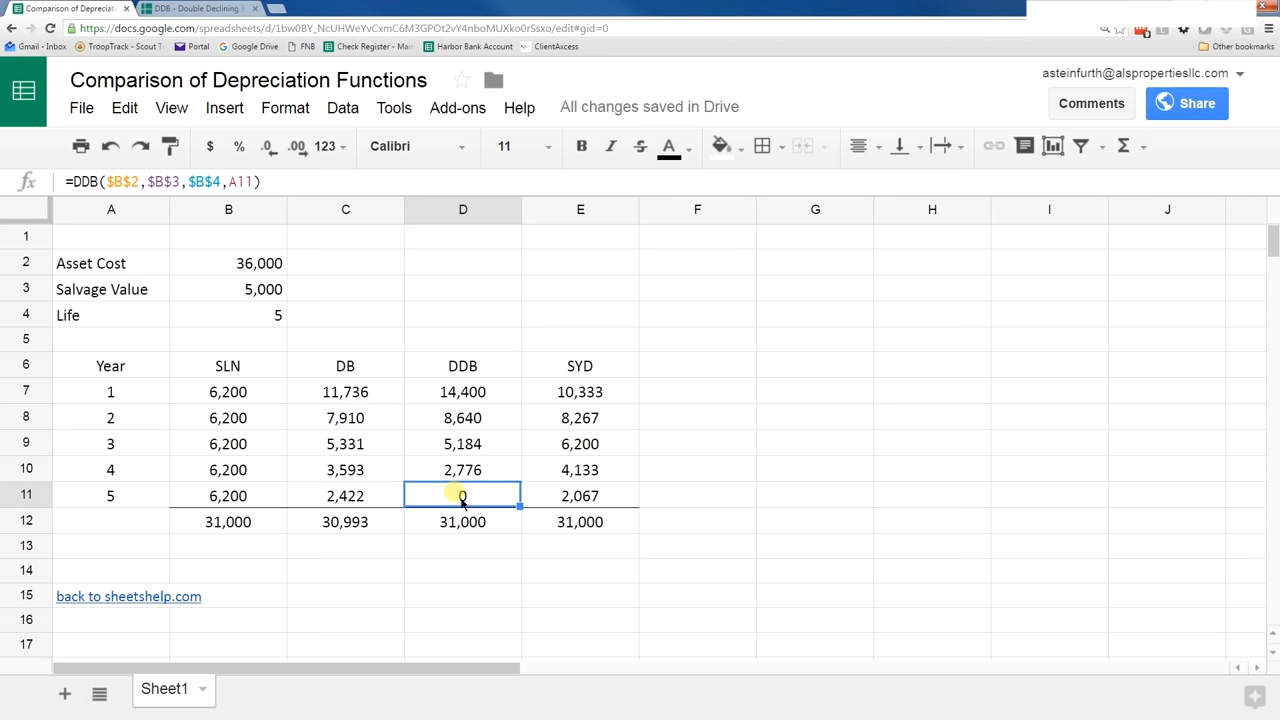 Comparison of Depreciati × DDB - Double Declining B ×
https://docs.google.com/spreadsheets/d/1bw0BY_NcUHWeYvCxmC6M3GPOt2vY4nboMUXko0rSsxo/edit#gid=0
Gmail - Inbox TroopTrack - Scout T Portal Google Drive FNB Check Register - Mai Harbor Bank Account ClientAxcess Other bookmarks
Comparison of Depreciation Functions
asteinfurth@alspropertiesllc.com
File Edit View Insert Format Data Tools Add-ons Help All changes saved in Drive
Comments Share
$ % .0 .00 123 Calibri 11 B I S A Σ
fx =DDB($B$2,$B$3,$B$4,A11)
A B C D E F G H I J
1
2 Asset Cost 36,000
3 Salvage Value 5,000
4 Life 5
5
6 Year SLN DB DDB SYD
7 1 6,200 11,736 14,400 10,333
8 2 6,200 7,910 8,640 8,267
9 3 6,200 5,331 5,184 6,200
10 4 6,200 3,593 2,776 4,133
11 5 6,200 2,422 0 2,067
12 31,000 30,993 31,000 31,000
13
14
15 back to sheetshelp.com
16
17
+ Sheet1